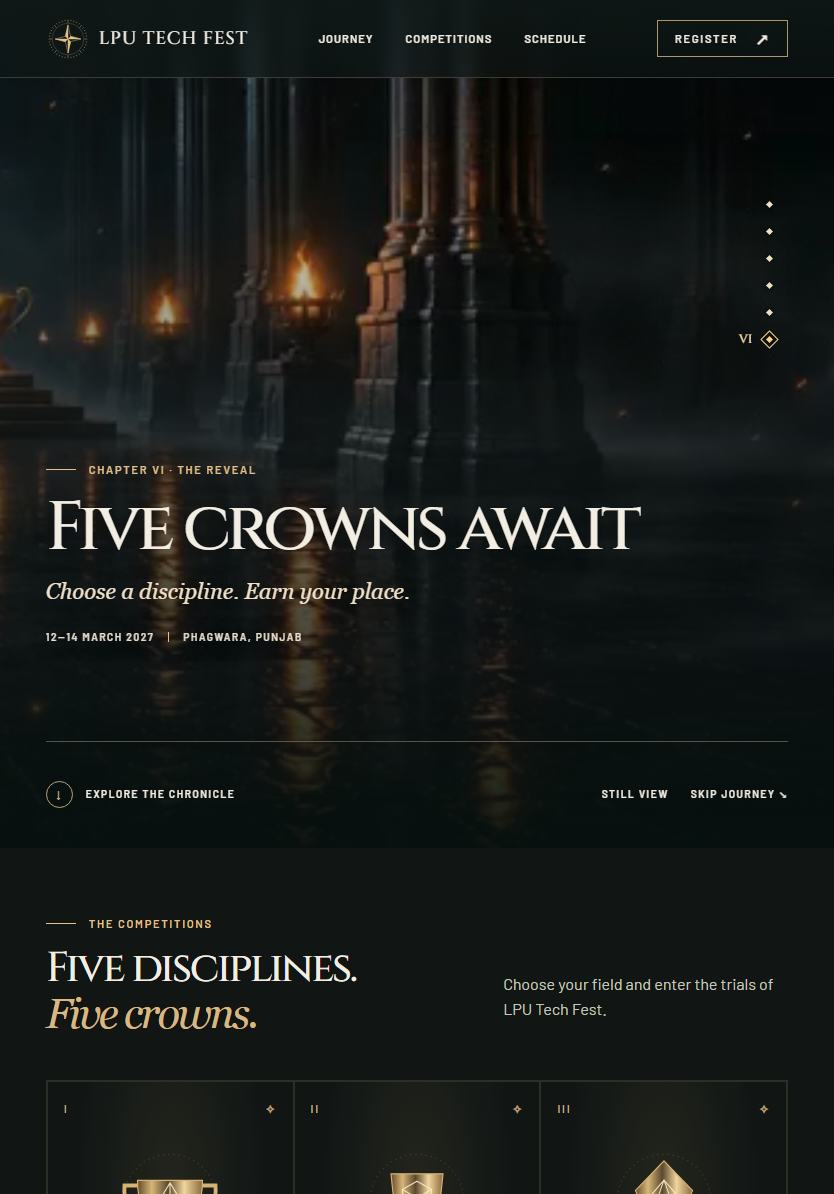 LPU TECH FEST
JOURNEY
COMPETITIONS
SCHEDULE
REGISTER ↗
VI
CHAPTER VI · THE REVEAL
FIVE CROWNS AWAIT
Choose a discipline. Earn your place.
12–14 MARCH 2027 | PHAGWARA, PUNJAB
↓ EXPLORE THE CHRONICLE
STILL VIEW
SKIP JOURNEY ↘
THE COMPETITIONS
FIVE DISCIPLINES.
Five crowns.
Choose your field and enter the trials of
LPU Tech Fest.
I
II
III